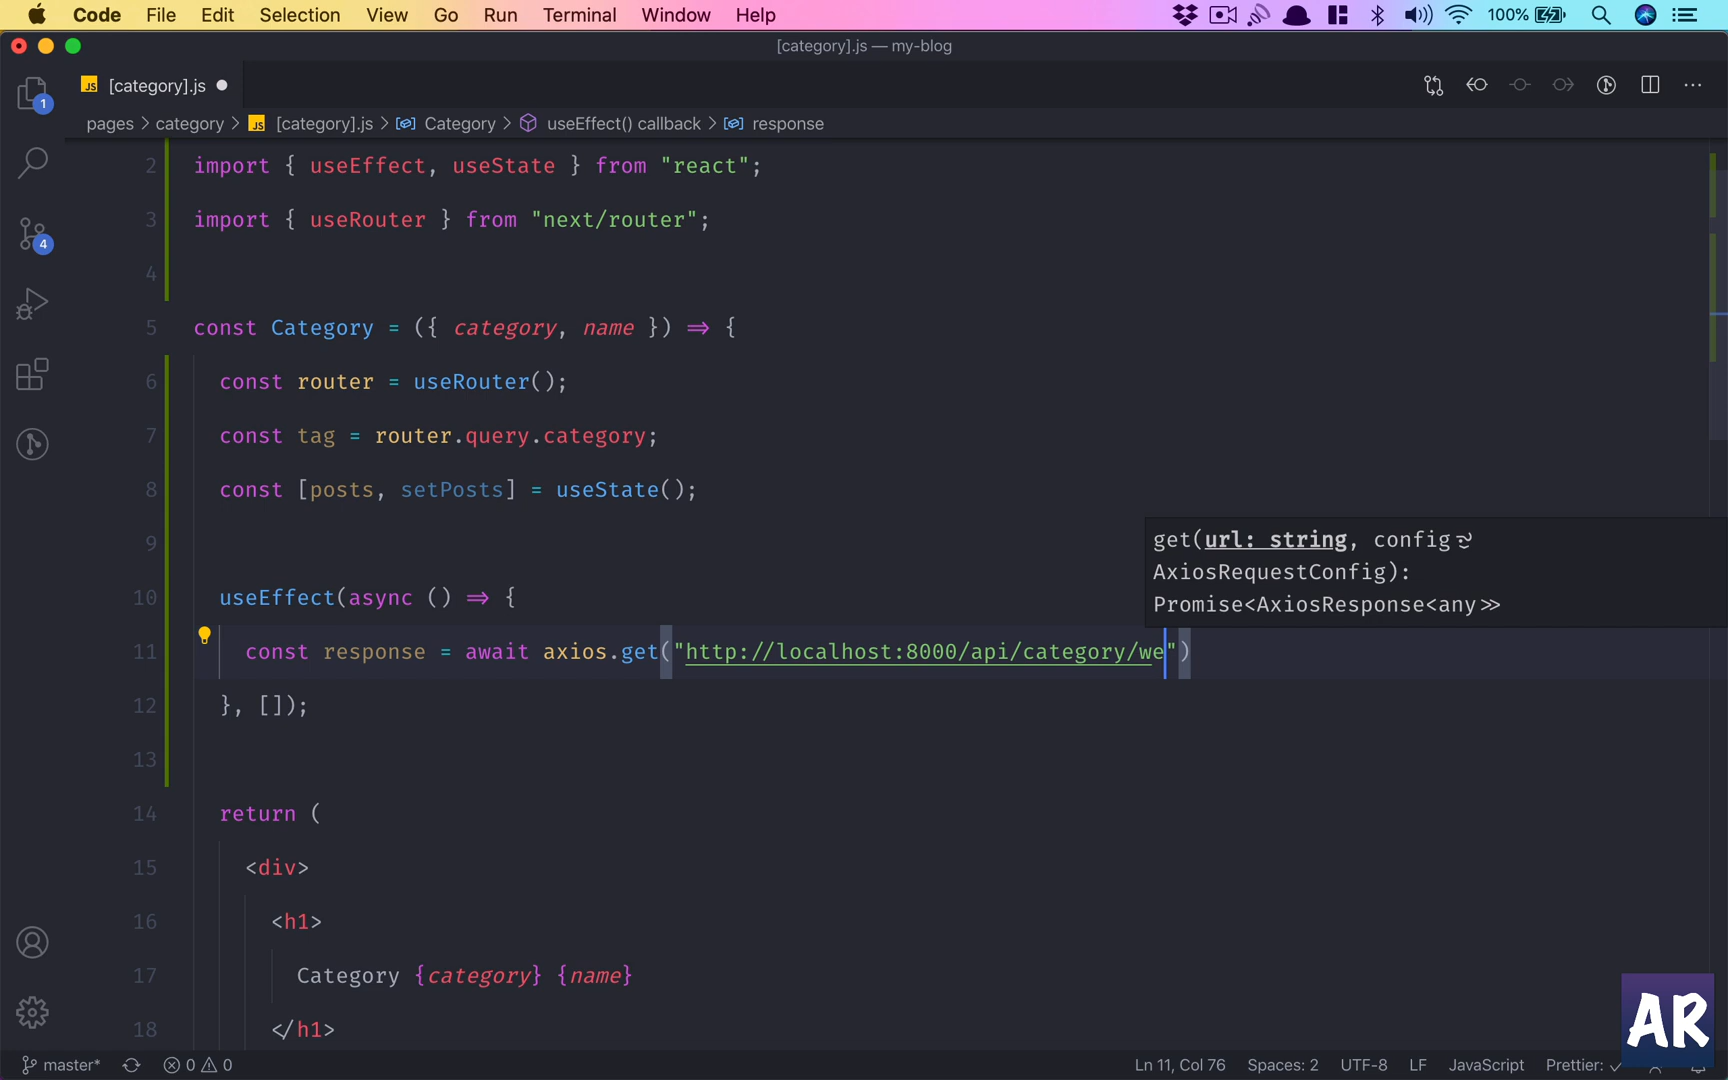 Code File Edit Selection View Go Run Terminal Window Help 100%
[category].js — my-blog
JS [category].js
pages > category > JS [category].js > Category > useEffect() callback > response
2 import { useEffect, useState } from "react";
3 import { useRouter } from "next/router";
4
5 const Category = ({ category, name }) => {
6 const router = useRouter();
7 const tag = router.query.category;
8 const [posts, setPosts] = useState();
9
get(url: string, config?:
AxiosRequestConfig):
Promise<AxiosResponse<any>>
10 useEffect(async () => {
11 const response = await axios.get("http://localhost:8000/api/category/we")
12 }, []);
13
14 return (
15 <div>
16 <h1>
17 Category {category} {name}
18 </h1>
1
4
AR
master* 0 0 Ln 11, Col 76 Spaces: 2 UTF-8 LF JavaScript Prettier: ✓